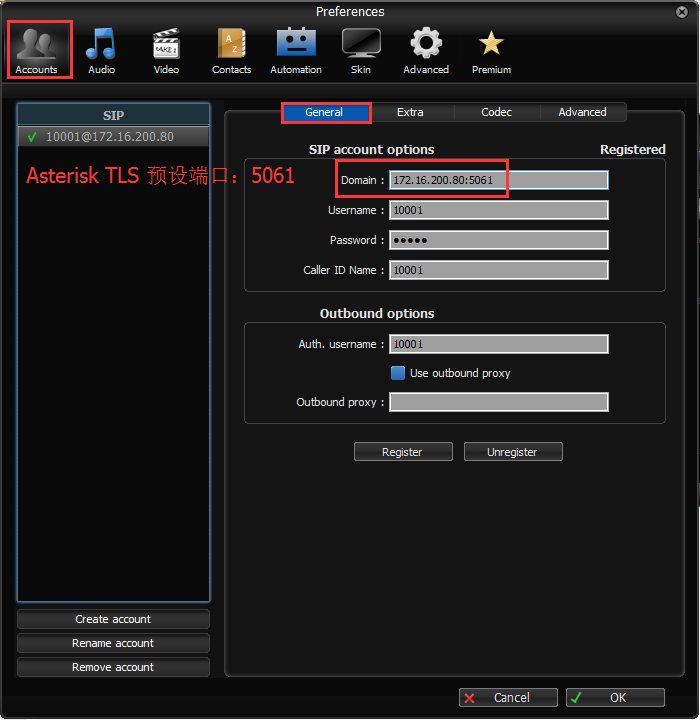 Preferences
Accounts Audio Video Contacts Automation Skin Advanced Premium
TAKE 2
A Z
SIP
10001@172.16.200.80
Asterisk TLS 预设端口：5061
General Extra Codec Advanced
SIP account options Registered
Domain : 172.16.200.80:5061
Username : 10001
Password : ●●●●●
Caller ID Name : 10001
Outbound options
Auth. username : 10001
Use outbound proxy
Outbound proxy :
Register Unregister
Create account
Rename account
Remove account
Cancel OK